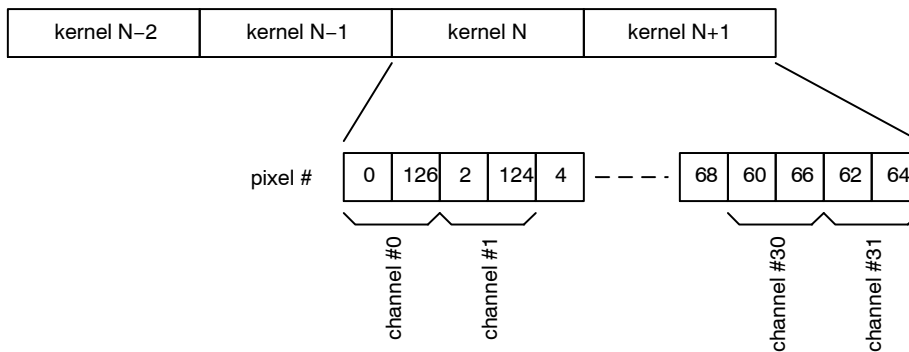 kernel N−2 kernel N−1 kernel N kernel N+1
pixel # 0 126 2 124 4 68 60 66 62 64
channel #0 channel #1 channel #30 channel #31